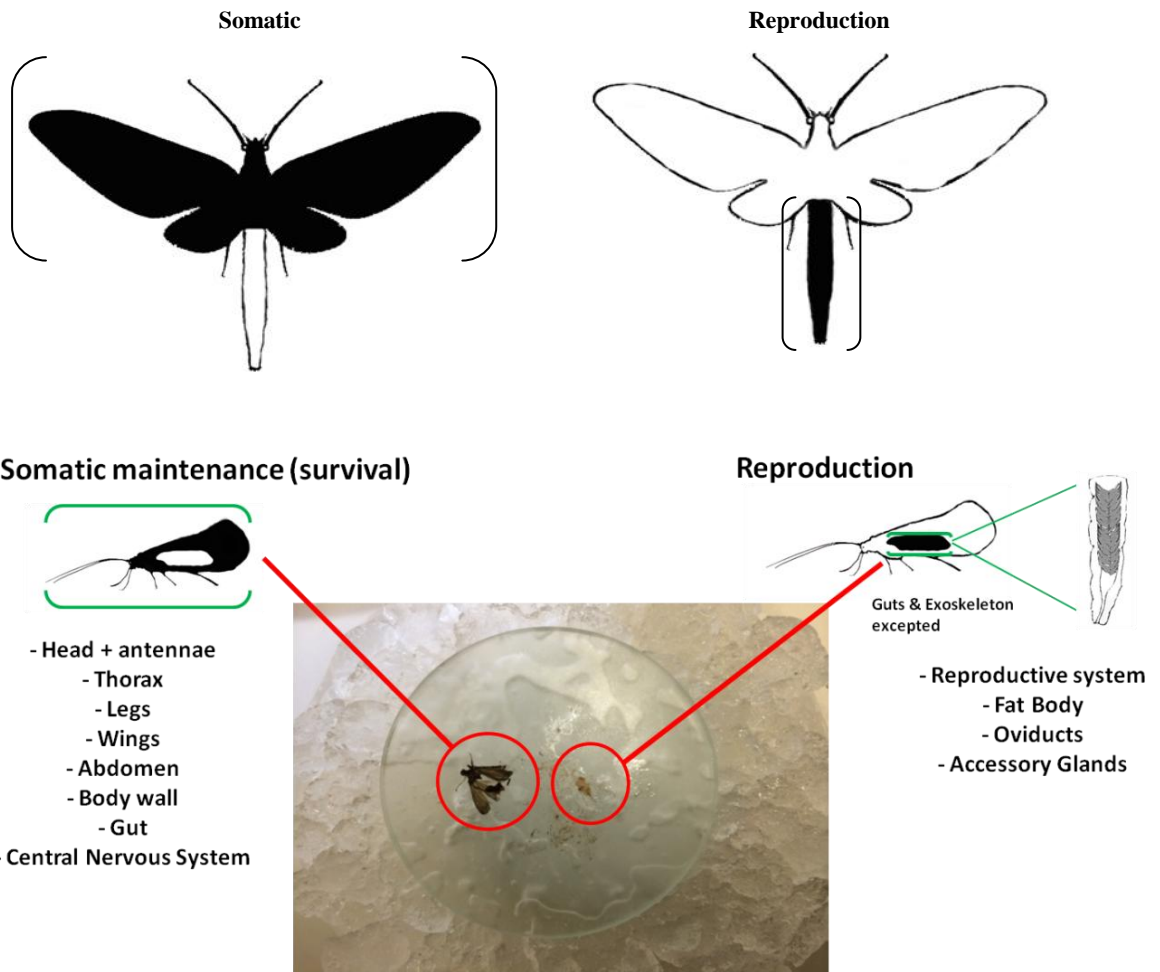 Somatic
Reproduction
Somatic maintenance (survival)
- Head + antennae
- Thorax
- Legs
- Wings
- Abdomen
- Body wall
- Gut
- Central Nervous System
Reproduction
Guts & Exoskeleton
excepted
- Reproductive system
- Fat Body
- Oviducts
- Accessory Glands